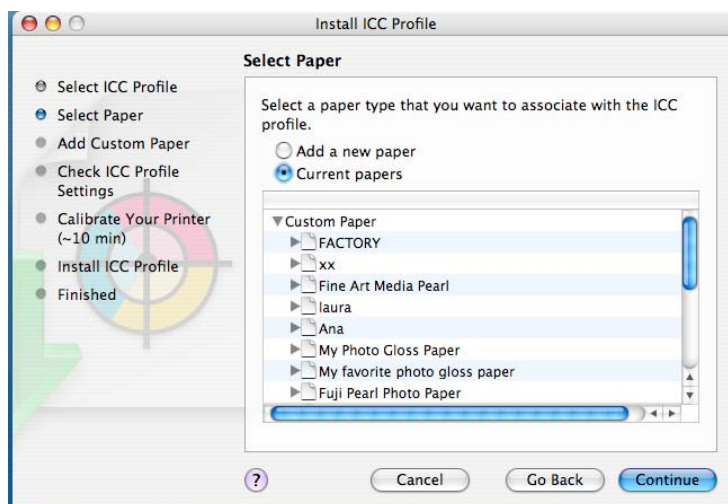 Install ICC Profile
Select ICC Profile
Select Paper
Add Custom Paper
Check ICC Profile
Settings
Calibrate Your Printer
(~10 min)
Install ICC Profile
Finished
Select Paper
Select a paper type that you want to associate with the ICC
profile.
Add a new paper
Current papers
Custom Paper
FACTORY
xx
Fine Art Media Pearl
laura
Ana
My Photo Gloss Paper
My favorite photo gloss paper
Fuji Pearl Photo Paper
?
Cancel
Go Back
Continue